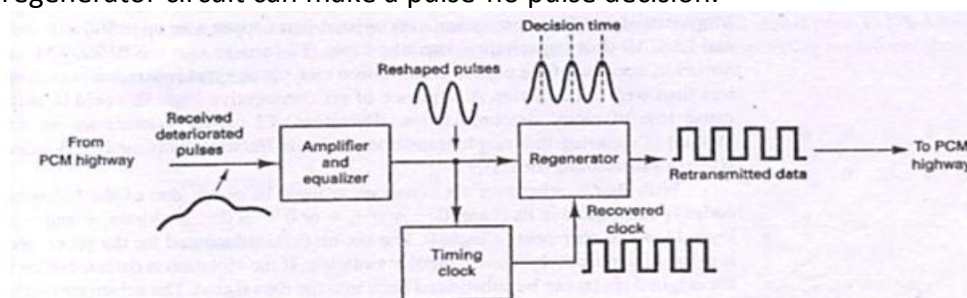 regenerator circuit can make a pulse-no pulse decision.
Decision time
Reshaped pulses
Received
deteriorated
pulses
From
PCM highway
Amplifier
and
equalizer
Regenerator
Retransmitted data
To PCM
highway
Recovered
clock
Timing
clock